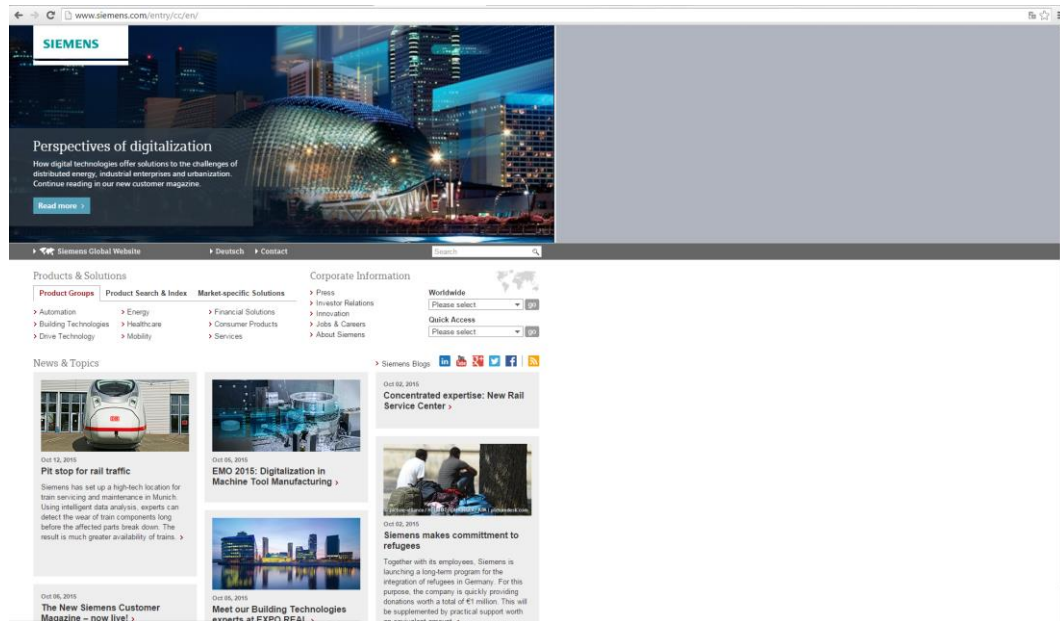 www.siemens.com/entry/cc/en/
SIEMENS
Perspectives of digitalization
How digital technologies offer solutions to the challenges of
distributed energy, industrial enterprises and urbanization.
Continue reading in our new customer magazine.
Read more ›
Siemens Global Website
Deutsch
Contact
Search
Products & Solutions
Product Groups
Product Search & Index
Market-specific Solutions
› Automation
› Building Technologies
› Drive Technology
› Energy
› Healthcare
› Mobility
› Financial Solutions
› Consumer Products
› Services
Corporate Information
› Press
› Investor Relations
› Innovation
› Jobs & Careers
› About Siemens
Worldwide
Please select
go
Quick Access
Please select
go
News & Topics
› Siemens Blogs
Oct 12, 2015
Pit stop for rail traffic
Siemens has set up a high-tech location for
train servicing and maintenance in Munich.
Using intelligent data analysis, experts can
detect the wear of train components long
before the affected parts break down. The
result is much greater availability of trains. ›
Oct 06, 2015
The New Siemens Customer
Magazine – now live! ›
Oct 05, 2015
EMO 2015: Digitalization in
Machine Tool Manufacturing ›
Oct 05, 2015
Meet our Building Technologies
experts at EXPO REAL ›
Oct 02, 2015
Concentrated expertise: New Rail
Service Center ›
Oct 02, 2015
Siemens makes committment to
refugees
Together with its employees, Siemens is
launching a long-term program for the
integration of refugees in Germany. For this
purpose, the company is quickly providing
donations worth a total of €1 million. This will
be supplemented by practical support worth
an equivalent amount. ›